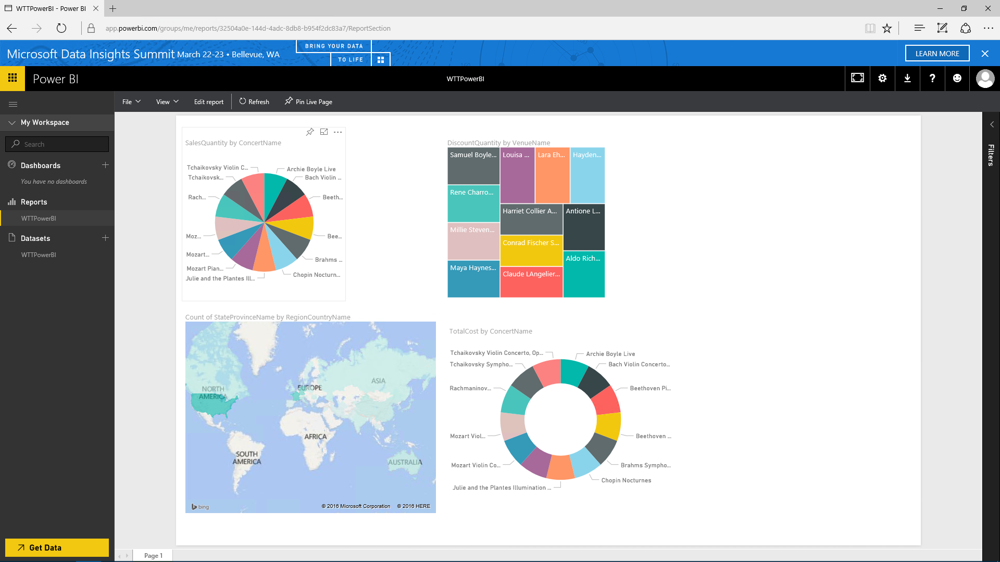 WTTPowerBI - Power BI
app.powerbi.com/groups/me/reports/32504a0e-144d-4adc-8db8-b954f2dc83a7/ReportSection
Microsoft Data Insights Summit March 22-23 • Bellevue, WA
BRING YOUR DATA
TO LIFE
LEARN MORE
Power BI
WTTPowerBI
File
View
Edit report
Refresh
Pin Live Page
My Workspace
Search
Dashboards
You have no dashboards
Reports
WTTPowerBI
Datasets
WTTPowerBI
Get Data
SalesQuantity by ConcertName
Tchaikovsky Violin C...
Archie Boyle Live
Tchaikovsk...
Bach Violin ...
Rach...
Beeth...
Moz...
Bee...
Mozart...
Brahms ...
Mozart Pian...
Chopin Nocturn...
Julie and the Plantes Ill...
DiscountQuantity by VenueName
Samuel Boyle...
Louisa ...
Lara Eh...
Hayden...
Rene Charro...
Harriet Collier A...
Antione L...
Millie Steven...
Conrad Fischer S...
Aldo Rich...
Maya Haynes...
Claude LAngelier...
Count of StateProvinceName by RegionCountryName
NORTH
AMERICA
EUROPE
ASIA
AFRICA
SOUTH
AMERICA
AUSTRALIA
bing
© 2016 Microsoft Corporation
© 2016 HERE
TotalCost by ConcertName
Tchaikovsky Violin Concerto, Op...
Archie Boyle Live
Tchaikovsky Sympho...
Bach Violin Concerto...
Rachmaninov...
Beethoven Pi...
Mozart Viol...
Beethoven ...
Mozart Violin Co...
Brahms Sympho...
Chopin Nocturnes
Julie and the Plantes Illumination ...
Filters
Page 1